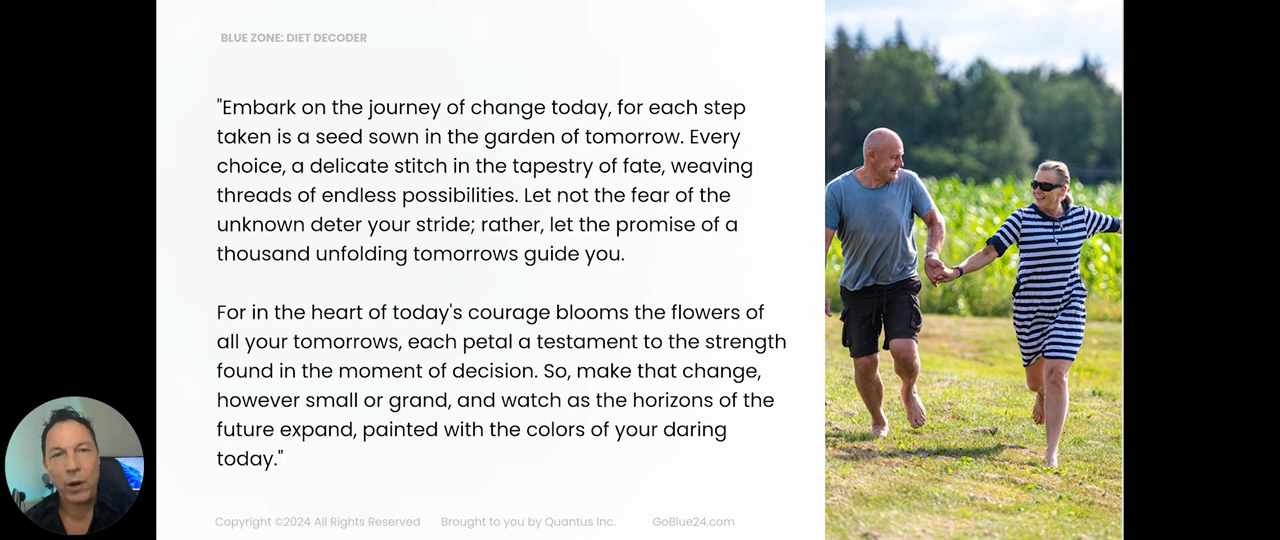 BLUE ZONE: DIET DECODER
"Embark on the journey of change today, for each step
taken is a seed sown in the garden of tomorrow. Every
choice, a delicate stitch in the tapestry of fate, weaving
threads of endless possibilities. Let not the fear of the
unknown deter your stride; rather, let the promise of a
thousand unfolding tomorrows guide you.
For in the heart of today's courage blooms the flowers of
all your tomorrows, each petal a testament to the strength
found in the moment of decision. So, make that change,
however small or grand, and watch as the horizons of the
future expand, painted with the colors of your daring
today."
Copyright ©2024 All Rights Reserved Brought to you by Quantus Inc. GoBlue24.com